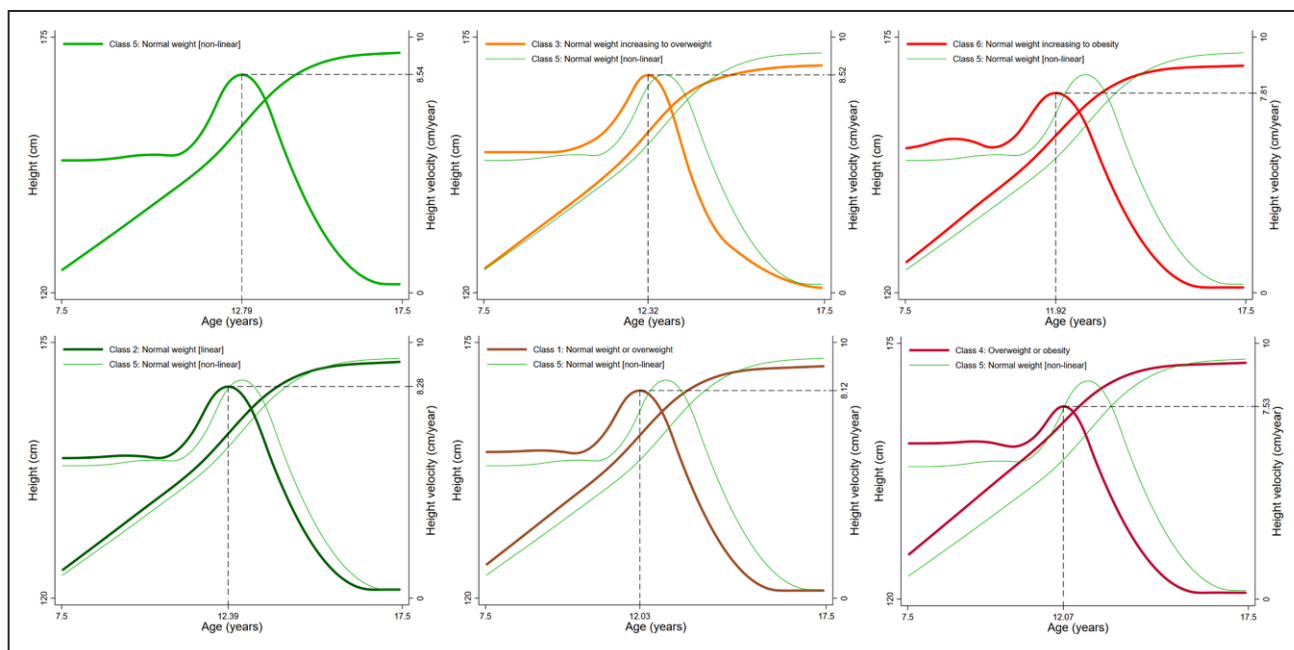 Class 5: Normal weight [non-linear]
175
120
Height (cm)
10
8.54
0
Height velocity (cm/year)
7.5
12.79
17.5
Age (years)
Class 3: Normal weight increasing to overweight
Class 5: Normal weight [non-linear]
175
120
Height (cm)
10
8.52
0
Height velocity (cm/year)
7.5
12.32
17.5
Age (years)
Class 6: Normal weight increasing to obesity
Class 5: Normal weight [non-linear]
175
120
Height (cm)
10
7.81
0
Height velocity (cm/year)
7.5
11.92
17.5
Age (years)
Class 2: Normal weight [linear]
Class 5: Normal weight [non-linear]
175
120
Height (cm)
10
8.28
0
Height velocity (cm/year)
7.5
12.39
17.5
Age (years)
Class 1: Normal weight or overweight
Class 5: Normal weight [non-linear]
175
120
Height (cm)
10
8.12
0
Height velocity (cm/year)
7.5
12.03
17.5
Age (years)
Class 4: Overweight or obesity
Class 5: Normal weight [non-linear]
175
120
Height (cm)
10
7.53
0
Height velocity (cm/year)
7.5
12.07
17.5
Age (years)